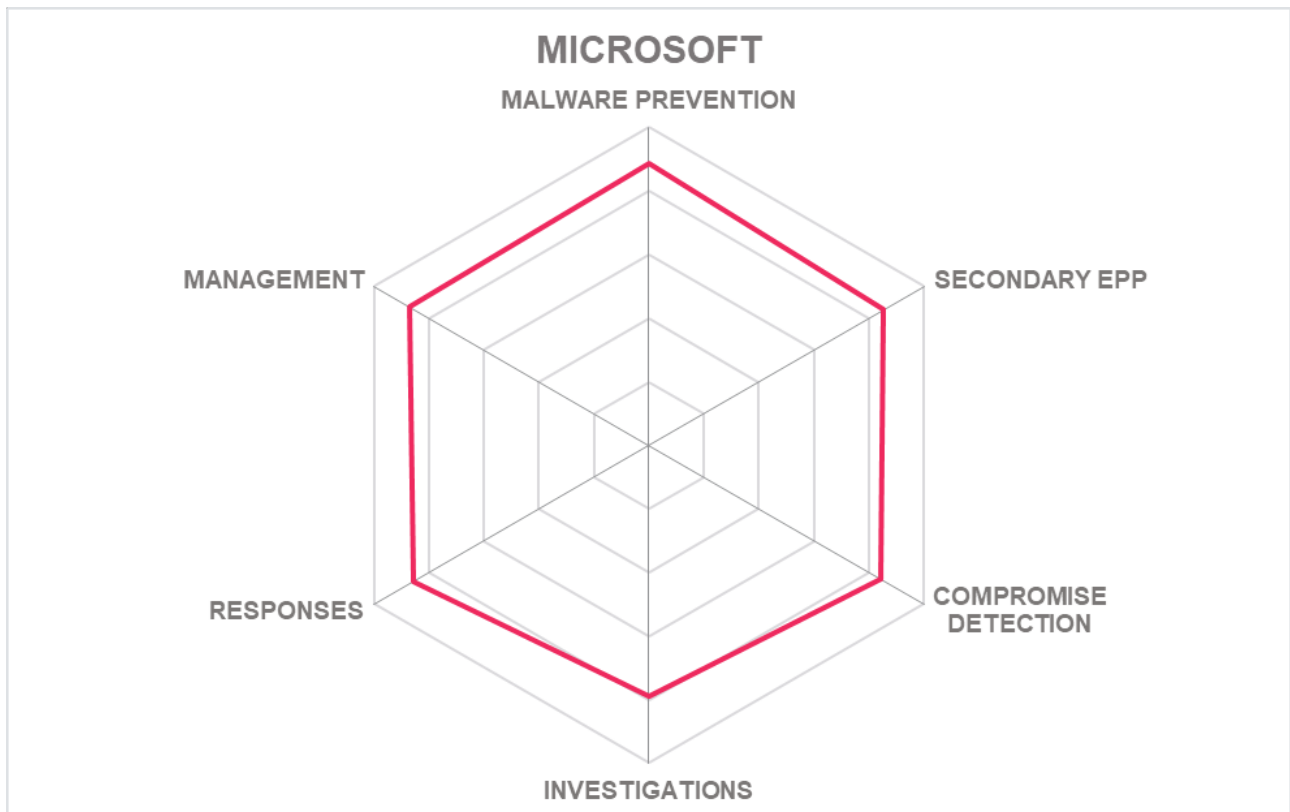 MICROSOFT
MALWARE PREVENTION
MANAGEMENT
SECONDARY EPP
RESPONSES
COMPROMISE
DETECTION
INVESTIGATIONS